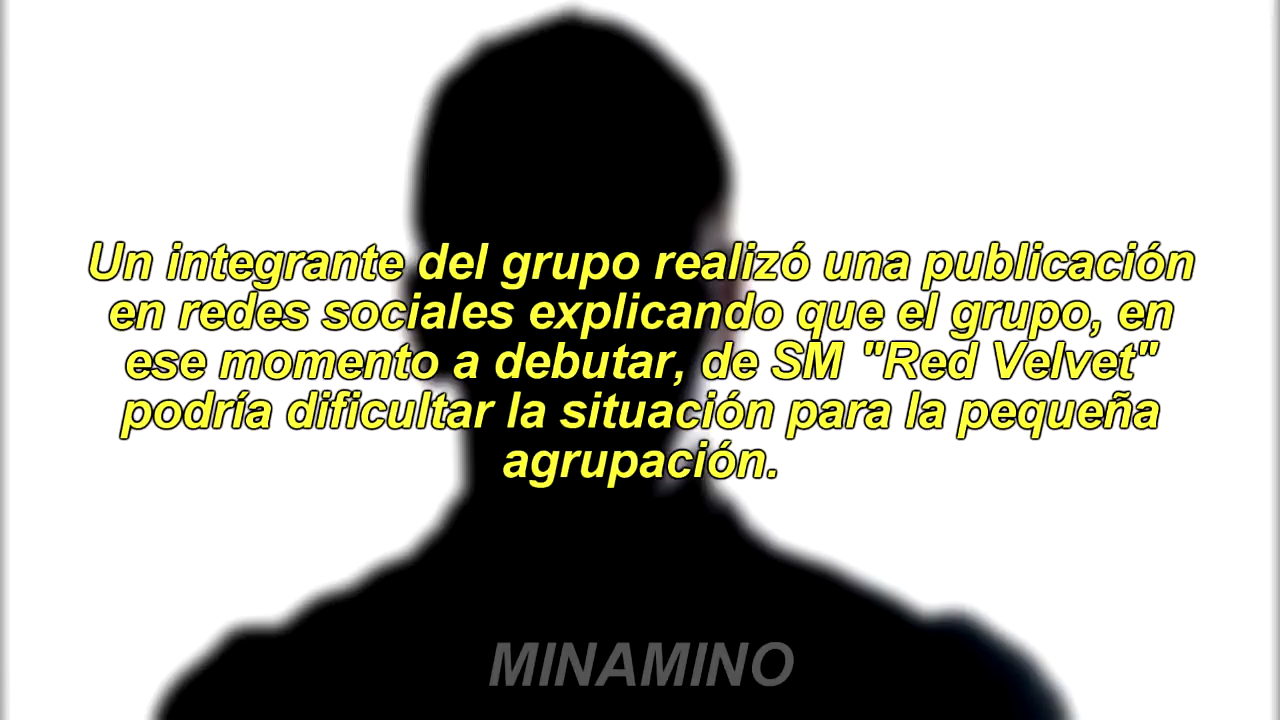 Un integrante del grupo realizó una publicación
en redes sociales explicando que el grupo, en
ese momento a debutar, de SM "Red Velvet"
podría dificultar la situación para la pequeña
agrupación.
MINAMINO